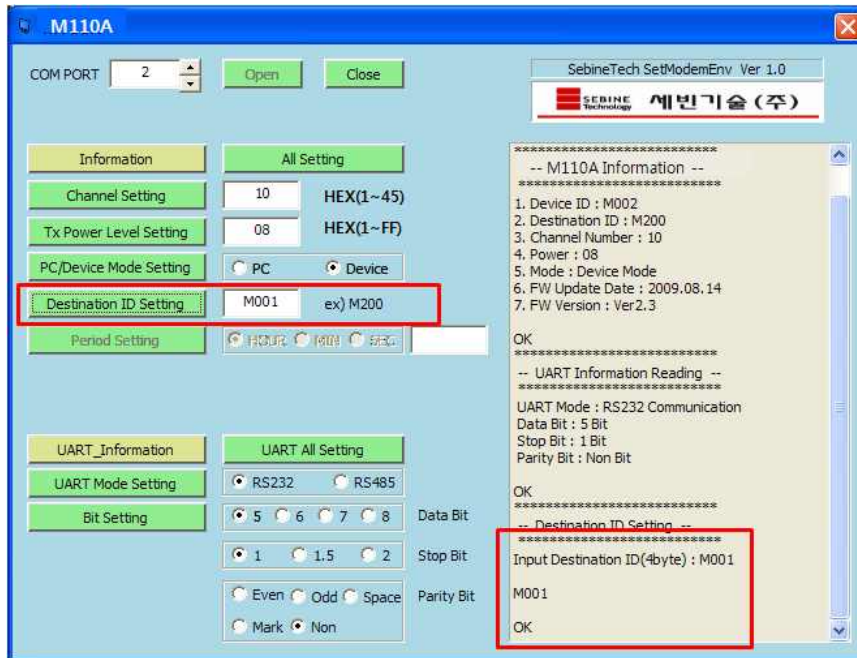 M110A
COM PORT 2 Open Close
SebineTech SetModemEnv Ver 1.0
SEBINE Technology 세빈기술(주)
Information All Setting
Channel Setting 10 HEX(1~45)
Tx Power Level Setting 08 HEX(1~FF)
PC/Device Mode Setting PC Device
Destination ID Setting M001 ex) M200
Period Setting HOUR MIN SEC
UART_Information UART All Setting
UART Mode Setting RS232 RS485
Bit Setting 5 6 7 8 Data Bit
1 1.5 2 Stop Bit
Even Odd Space Parity Bit
Mark Non
**************************
-- M110A Information --
**************************
1. Device ID : M002
2. Destination ID : M200
3. Channel Number : 10
4. Power : 08
5. Mode : Device Mode
6. FW Update Date : 2009.08.14
7. FW Version : Ver2.3
OK
**************************
-- UART Information Reading --
**************************
UART Mode : RS232 Communication
Data Bit : 5 Bit
Stop Bit : 1 Bit
Parity Bit : Non Bit
OK
**************************
-- Destination ID Setting --
**************************
Input Destination ID(4byte) : M001
M001
OK